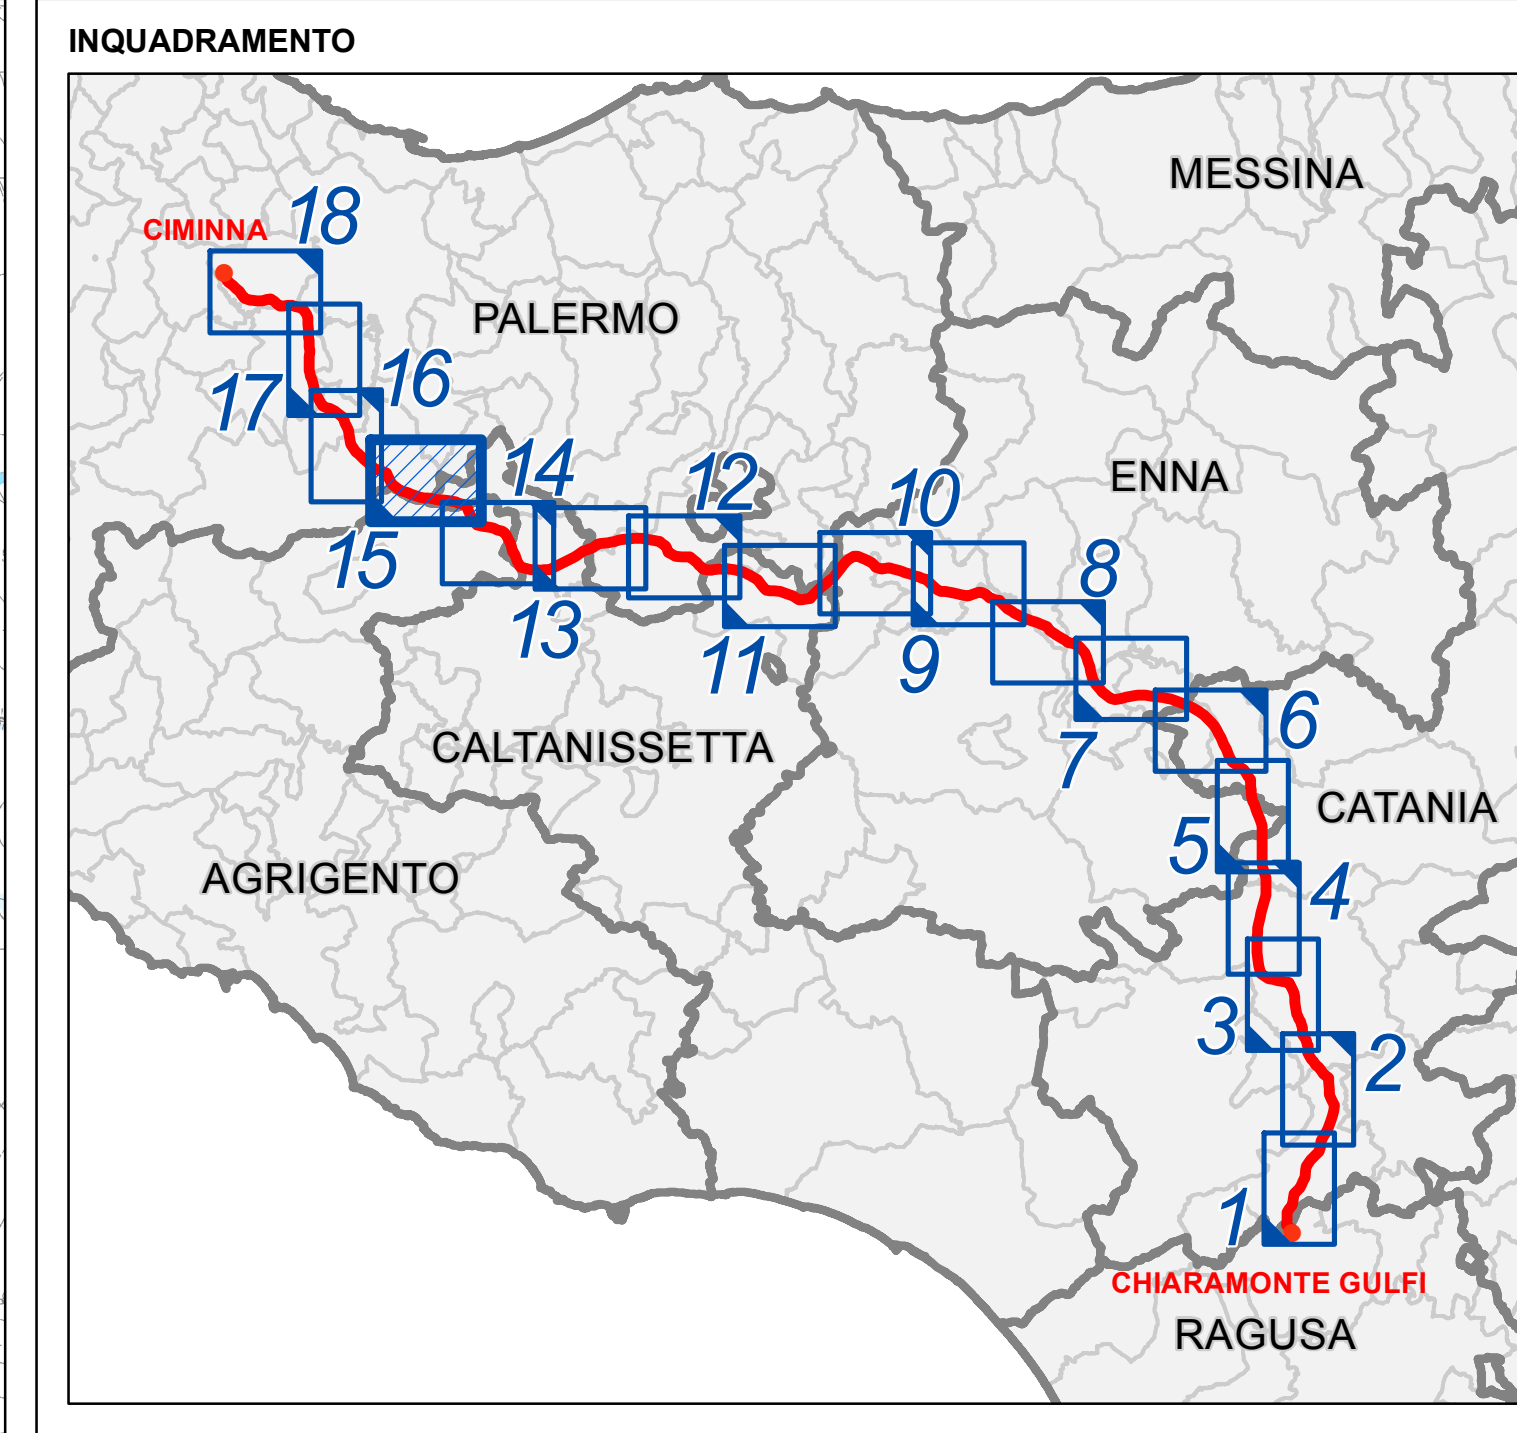 INQUADRAMENTO
MESSINA
18
CIMINNA
PALERMO
16
17
14
12
10
ENNA
15
8
13
11
9
6
7
CALTANISSETTA
CATANIA
5
4
AGRIGENTO
3
2
1
CHIARAMONTE GULFI
RAGUSA